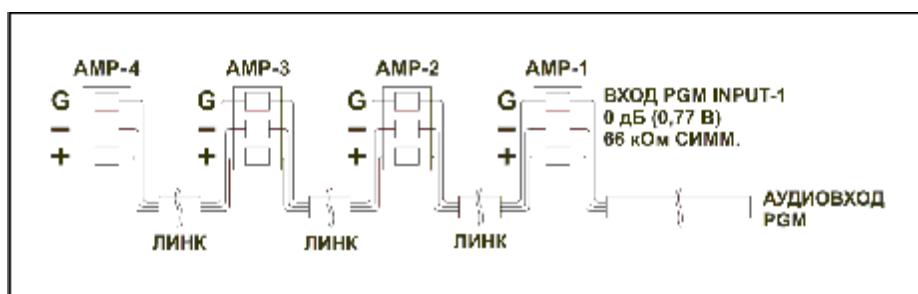 AMP-4 AMP-3 AMP-2 AMP-1
G G G G ВХОД PGM INPUT-1
− − − − 0 дБ (0,77 В)
+ + + + 66 кОм СИММ.
АУДИОВХОД
PGM
ЛИНК ЛИНК ЛИНК